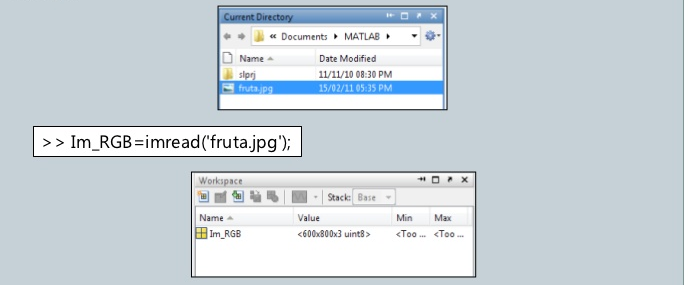 Current Directory
« Documents ▶ MATLAB ▶
Name Date Modified
slprj 11/11/10 08:30 PM
fruta.jpg 15/02/11 05:35 PM
>> Im_RGB=imread('fruta.jpg');
Workspace
Stack: Base
Name Value Min Max
Im_RGB <600x800x3 uint8> <Too ... <Too ...